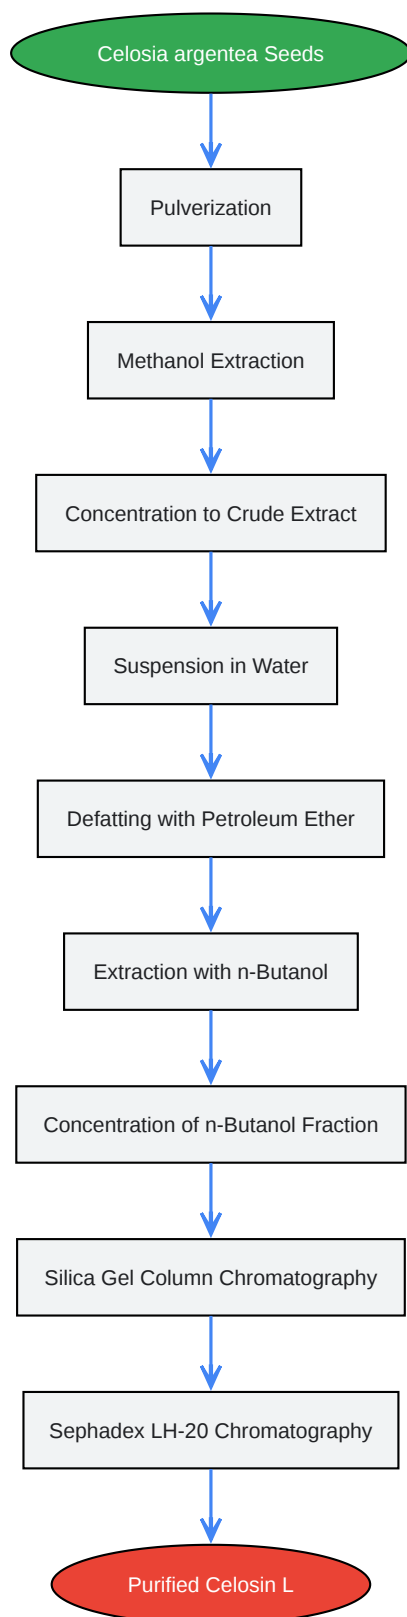 Celosia argentea Seeds
Pulverization
Methanol Extraction
Concentration to Crude Extract
Suspension in Water
Defatting with Petroleum Ether
Extraction with n-Butanol
Concentration of n-Butanol Fraction
Silica Gel Column Chromatography
Sephadex LH-20 Chromatography
Purified Celosin L